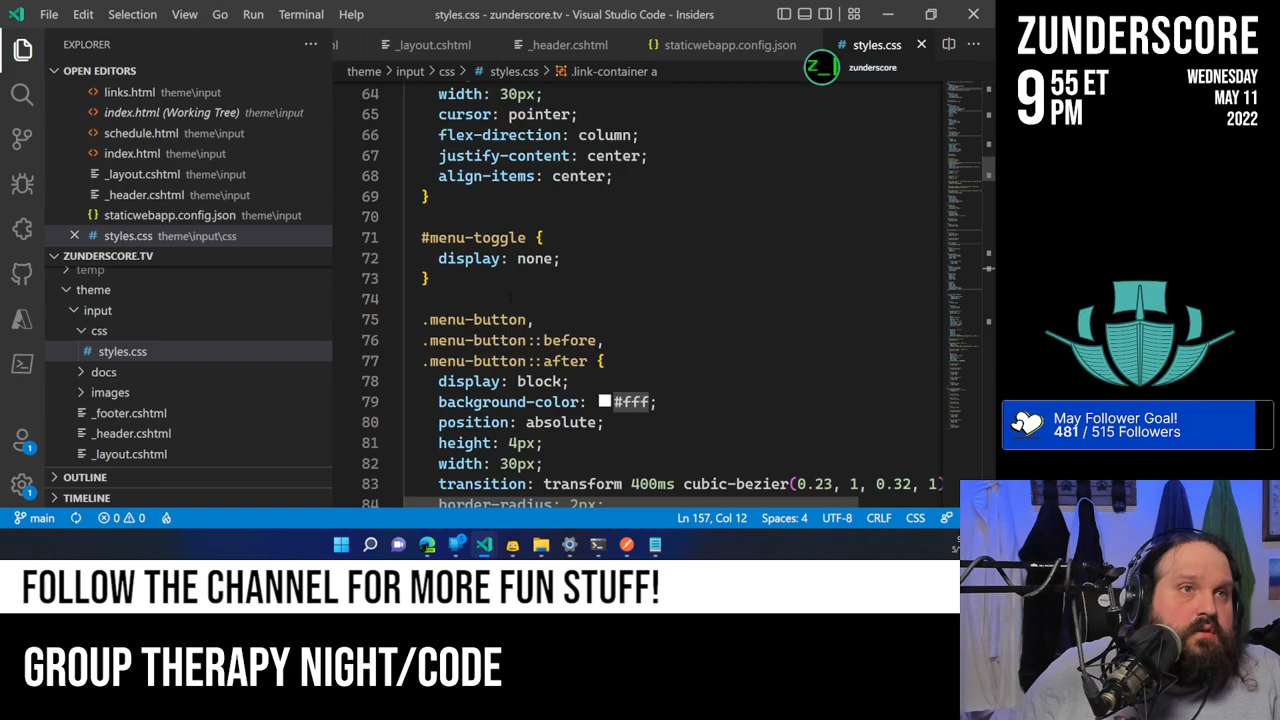 File Edit Selection View Go Run Terminal Help
styles.css - zunderscore.tv - Visual Studio Code - Insiders
EXPLORER
_layout.cshtml
_header.cshtml
staticwebapp.config.json
styles.css
OPEN EDITORS
links.html theme\input
index.html (Working Tree) theme\input
schedule.html theme\input
index.html theme\input
_layout.cshtml theme\input
_header.cshtml theme\input
staticwebapp.config.json theme\input
styles.css theme\input\css
ZUNDERSCORE.TV
temp
theme
input
css
styles.css
docs
images
_footer.cshtml
_header.cshtml
_layout.cshtml
OUTLINE
TIMELINE
theme > input > css > # styles.css > .link-container a
z_
zunderscore
64 width: 30px;
65 cursor: pointer;
66 flex-direction: column;
67 justify-content: center;
68 align-items: center;
69 }
70
71 #menu-toggle {
72 display: none;
73 }
74
75 .menu-button,
76 .menu-button::before,
77 .menu-button::after {
78 display: block;
79 background-color: #fff;
80 position: absolute;
81 height: 4px;
82 width: 30px;
83 transition: transform 400ms cubic-bezier(0.23, 1, 0.32, 1)
84 border-radius: 2px;
main 0 0
Ln 157, Col 12 Spaces: 4 UTF-8 CRLF CSS
ZUNDERSCORE
9 55 ET
PM
WEDNESDAY
MAY 11
2022
May Follower Goal!
481 / 515 Followers
FOLLOW THE CHANNEL FOR MORE FUN STUFF!
GROUP THERAPY NIGHT/CODE